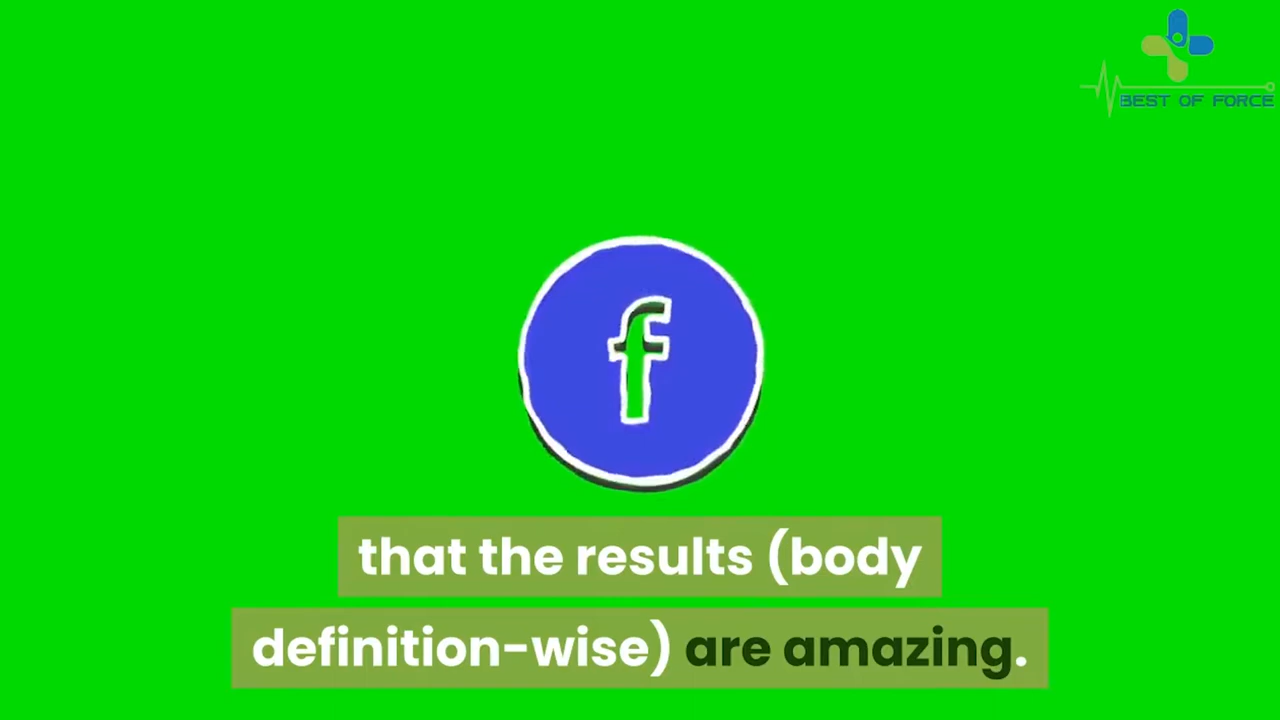 BEST OF FORCE
f
that the results (body
definition-wise) are amazing.